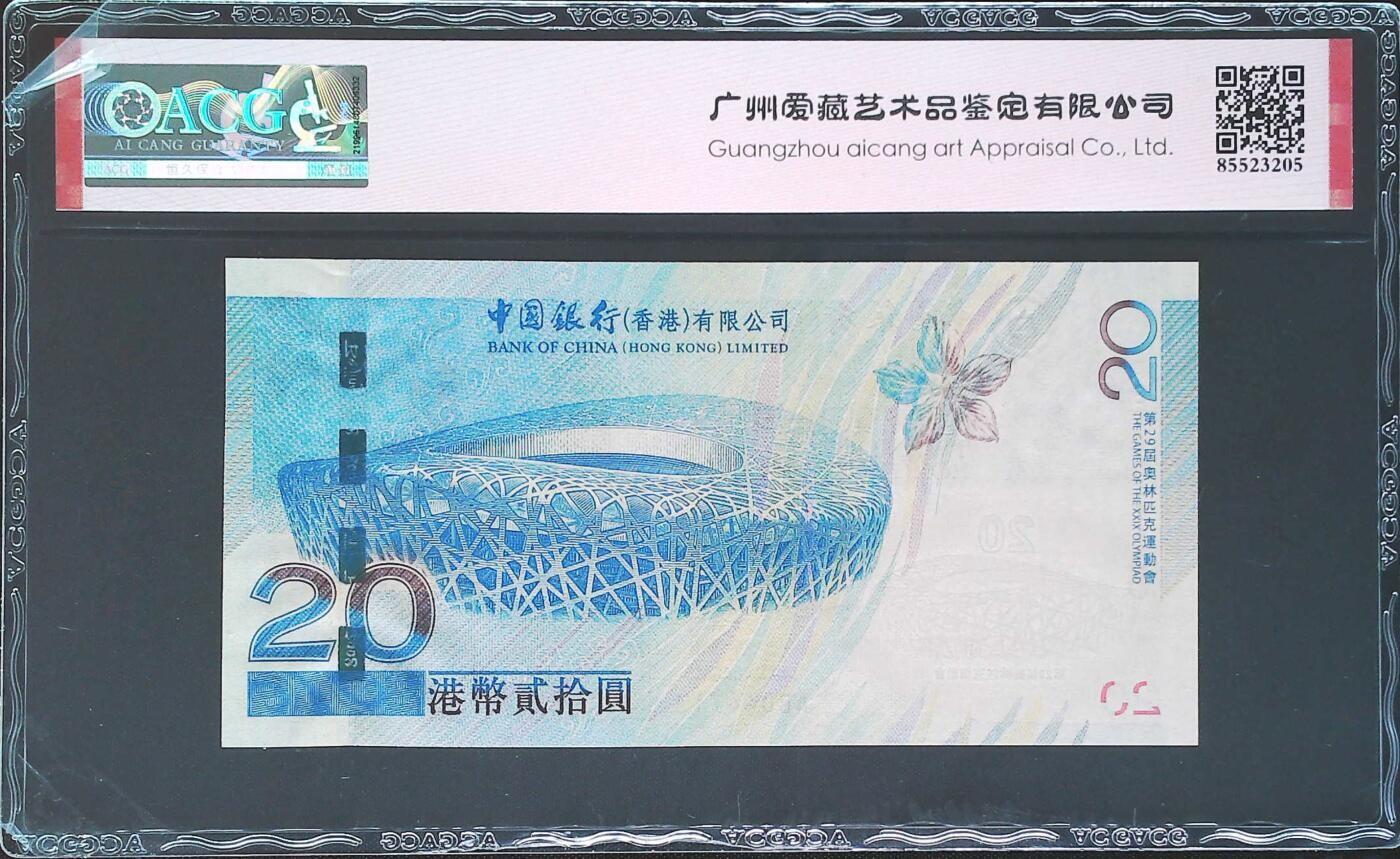 ACG
AI CANG GUARANTY
广州爱藏艺术品鉴定有限公司
Guangzhou aicang art Appraisal Co., Ltd.
85523205
中国銀行(香港)有限公司
BANK OF CHINA (HONG KONG) LIMITED
20
第29屆奧林匹克運動會
THE GAMES OF THE XXIX OLYMPIAD
20
港幣貳拾圓